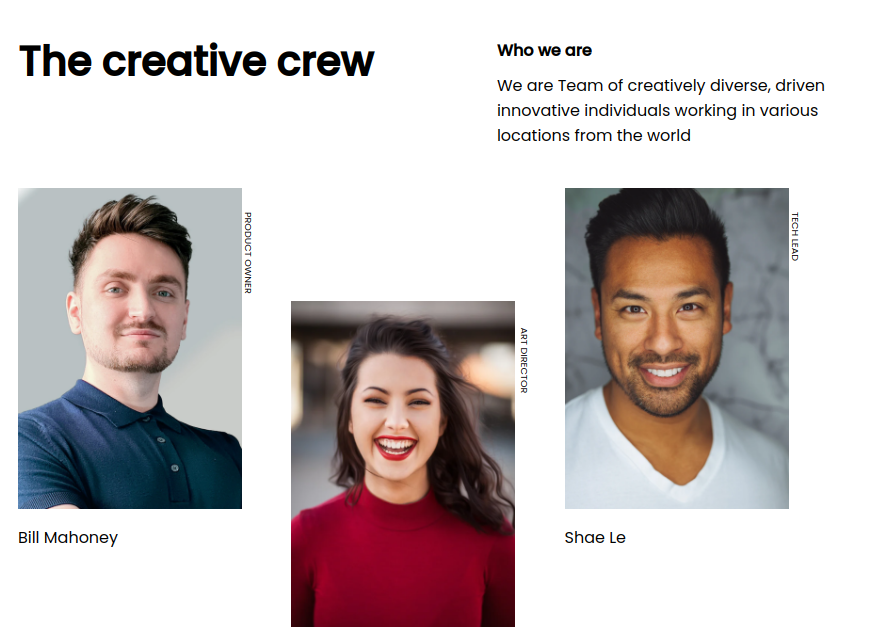 The creative crew
Who we are
We are Team of creatively diverse, driven
innovative individuals working in various
locations from the world
PRODUCT OWNER
Bill Mahoney
ART DIRECTOR
TECH LEAD
Shae Le